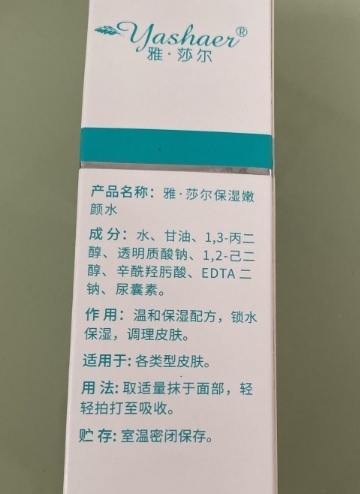 Yashaer®
雅·莎尔
产品名称：雅·莎尔保湿嫩
颜水
成分：水、甘油、1,3-丙二
醇、透明质酸钠、1,2-己二
醇、辛酰羟肟酸、EDTA 二
钠、尿囊素。
作用：温和保湿配方，锁水
保湿，调理皮肤。
适用于: 各类型皮肤。
用法: 取适量抹于面部，轻
轻拍打至吸收。
贮存: 室温密闭保存。